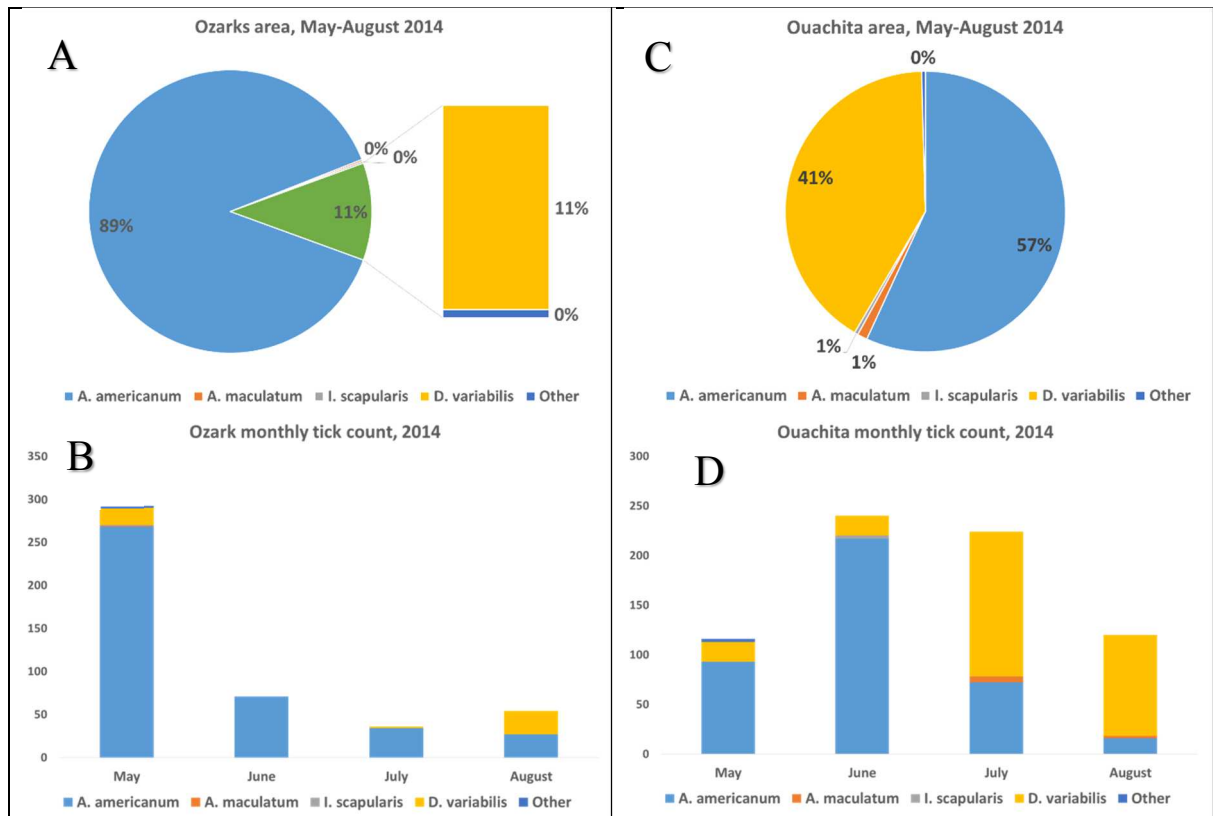 A
Ozarks area, May-August 2014
0%
0%
89%
11%
11%
0%
A. americanum A. maculatum I. scapularis D. variabilis Other
B
Ozark monthly tick count, 2014
350
300
250
200
150
100
50
0
May June July August
A. americanum A. maculatum I. scapularis D. variabilis Other
C
Ouachita area, May-August 2014
0%
41%
57%
1%
1%
A. americanum A. maculatum I. scapularis D. variabilis Other
Ouachita monthly tick count, 2014
D
300
250
200
150
100
50
0
May June July August
A. americanum A. maculatum I. scapularis D. variabilis Other